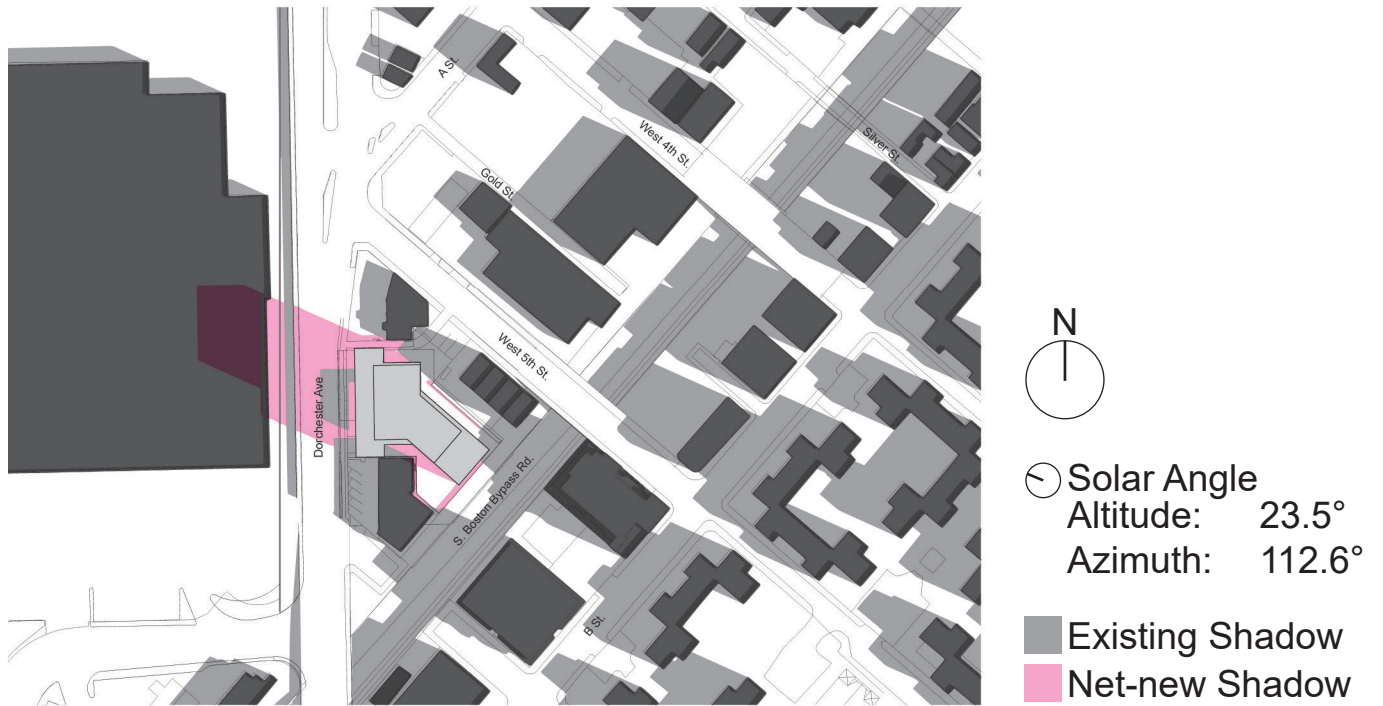 A St.
West 4th St.
Silver St.
Gold St.
West 5th St.
Dorchester Ave
S. Boston Bypass Rd.
B St.
N
Solar Angle
Altitude: 23.5°
Azimuth: 112.6°
Existing Shadow
Net-new Shadow